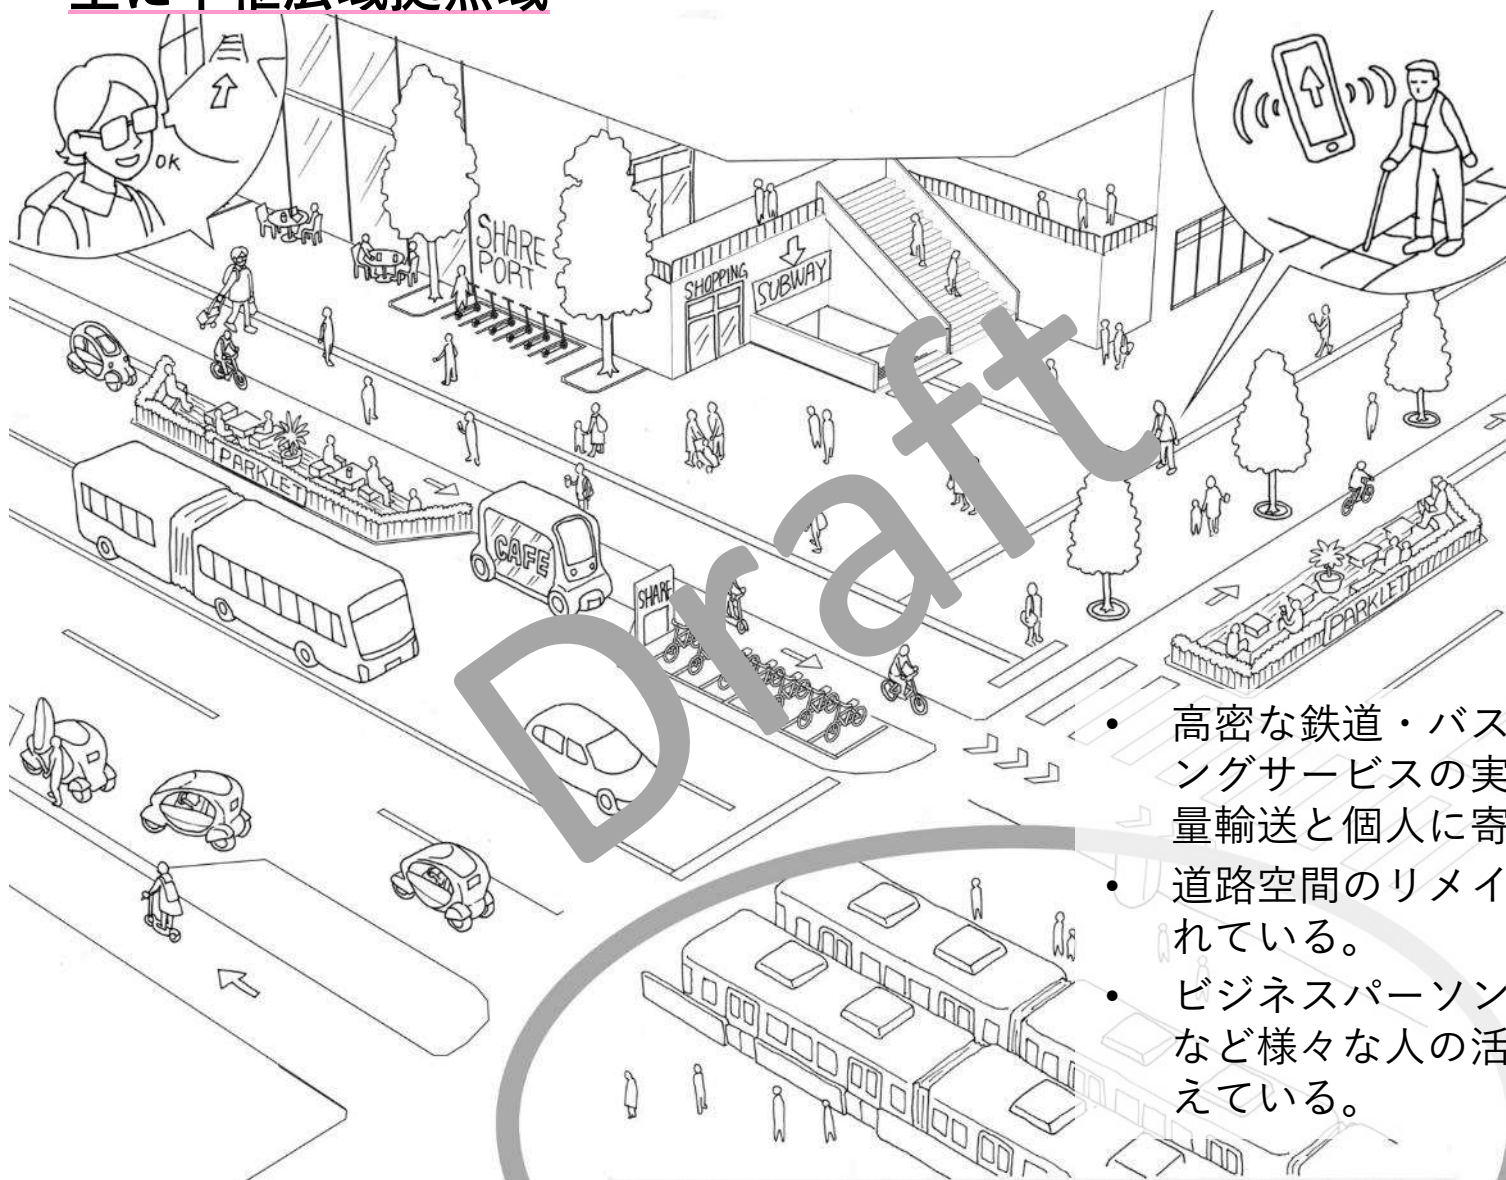 OK
SHARE
PORT
SHOPPING
SUBWAY
PARKLET
CAFE
SHARE
PARKLET
Draft
• 高密な鉄道・バス
ングサービスの実
量輸送と個人に寄
• 道路空間のリメイ
れている。
• ビジネスパーソン
など様々な人の活
えている。